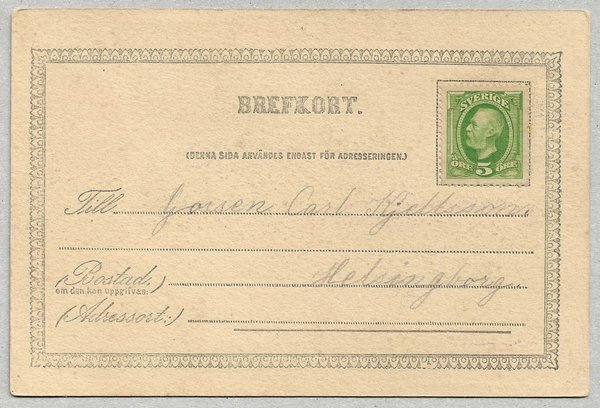 BREFKORT.
SVERIGE
ÖRE 5 ÖRE
(DENNA SIDA ANVÄNDES ENDAST FÖR ADRESSERINGEN.)
Till Carl
(Bostad,)
om den kan uppgifvas:
Helsingborg
(Adressort:)